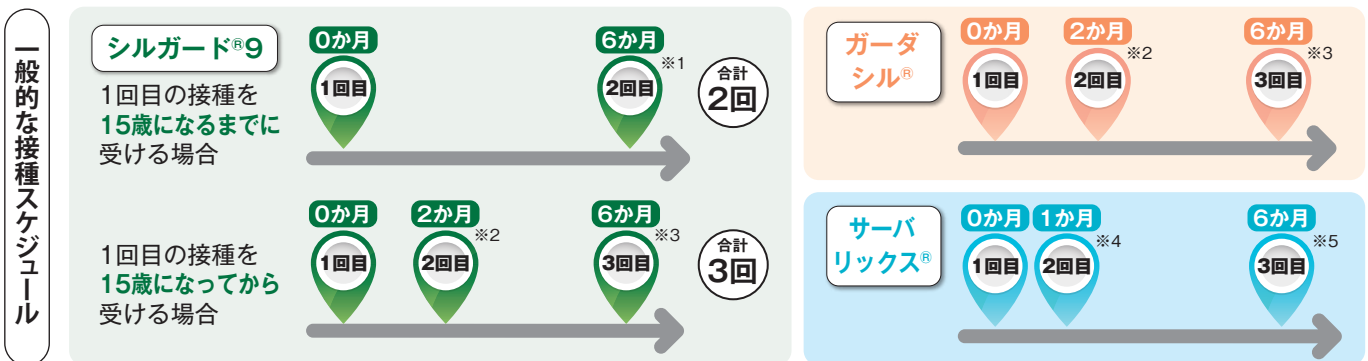 一般的な接種スケジュール
シルガード®9
1回目の接種を
15歳になるまでに
受ける場合
0か月
1回目
6か月
※1
2回目
合計
2回
1回目の接種を
15歳になってから
受ける場合
0か月
1回目
2か月
※2
2回目
6か月
※3
3回目
合計
3回
ガーダ
シル®
0か月
1回目
2か月
※2
2回目
6か月
※3
3回目
サーバ
リックス®
0か月
1回目
1か月
※4
2回目
6か月
※5
3回目